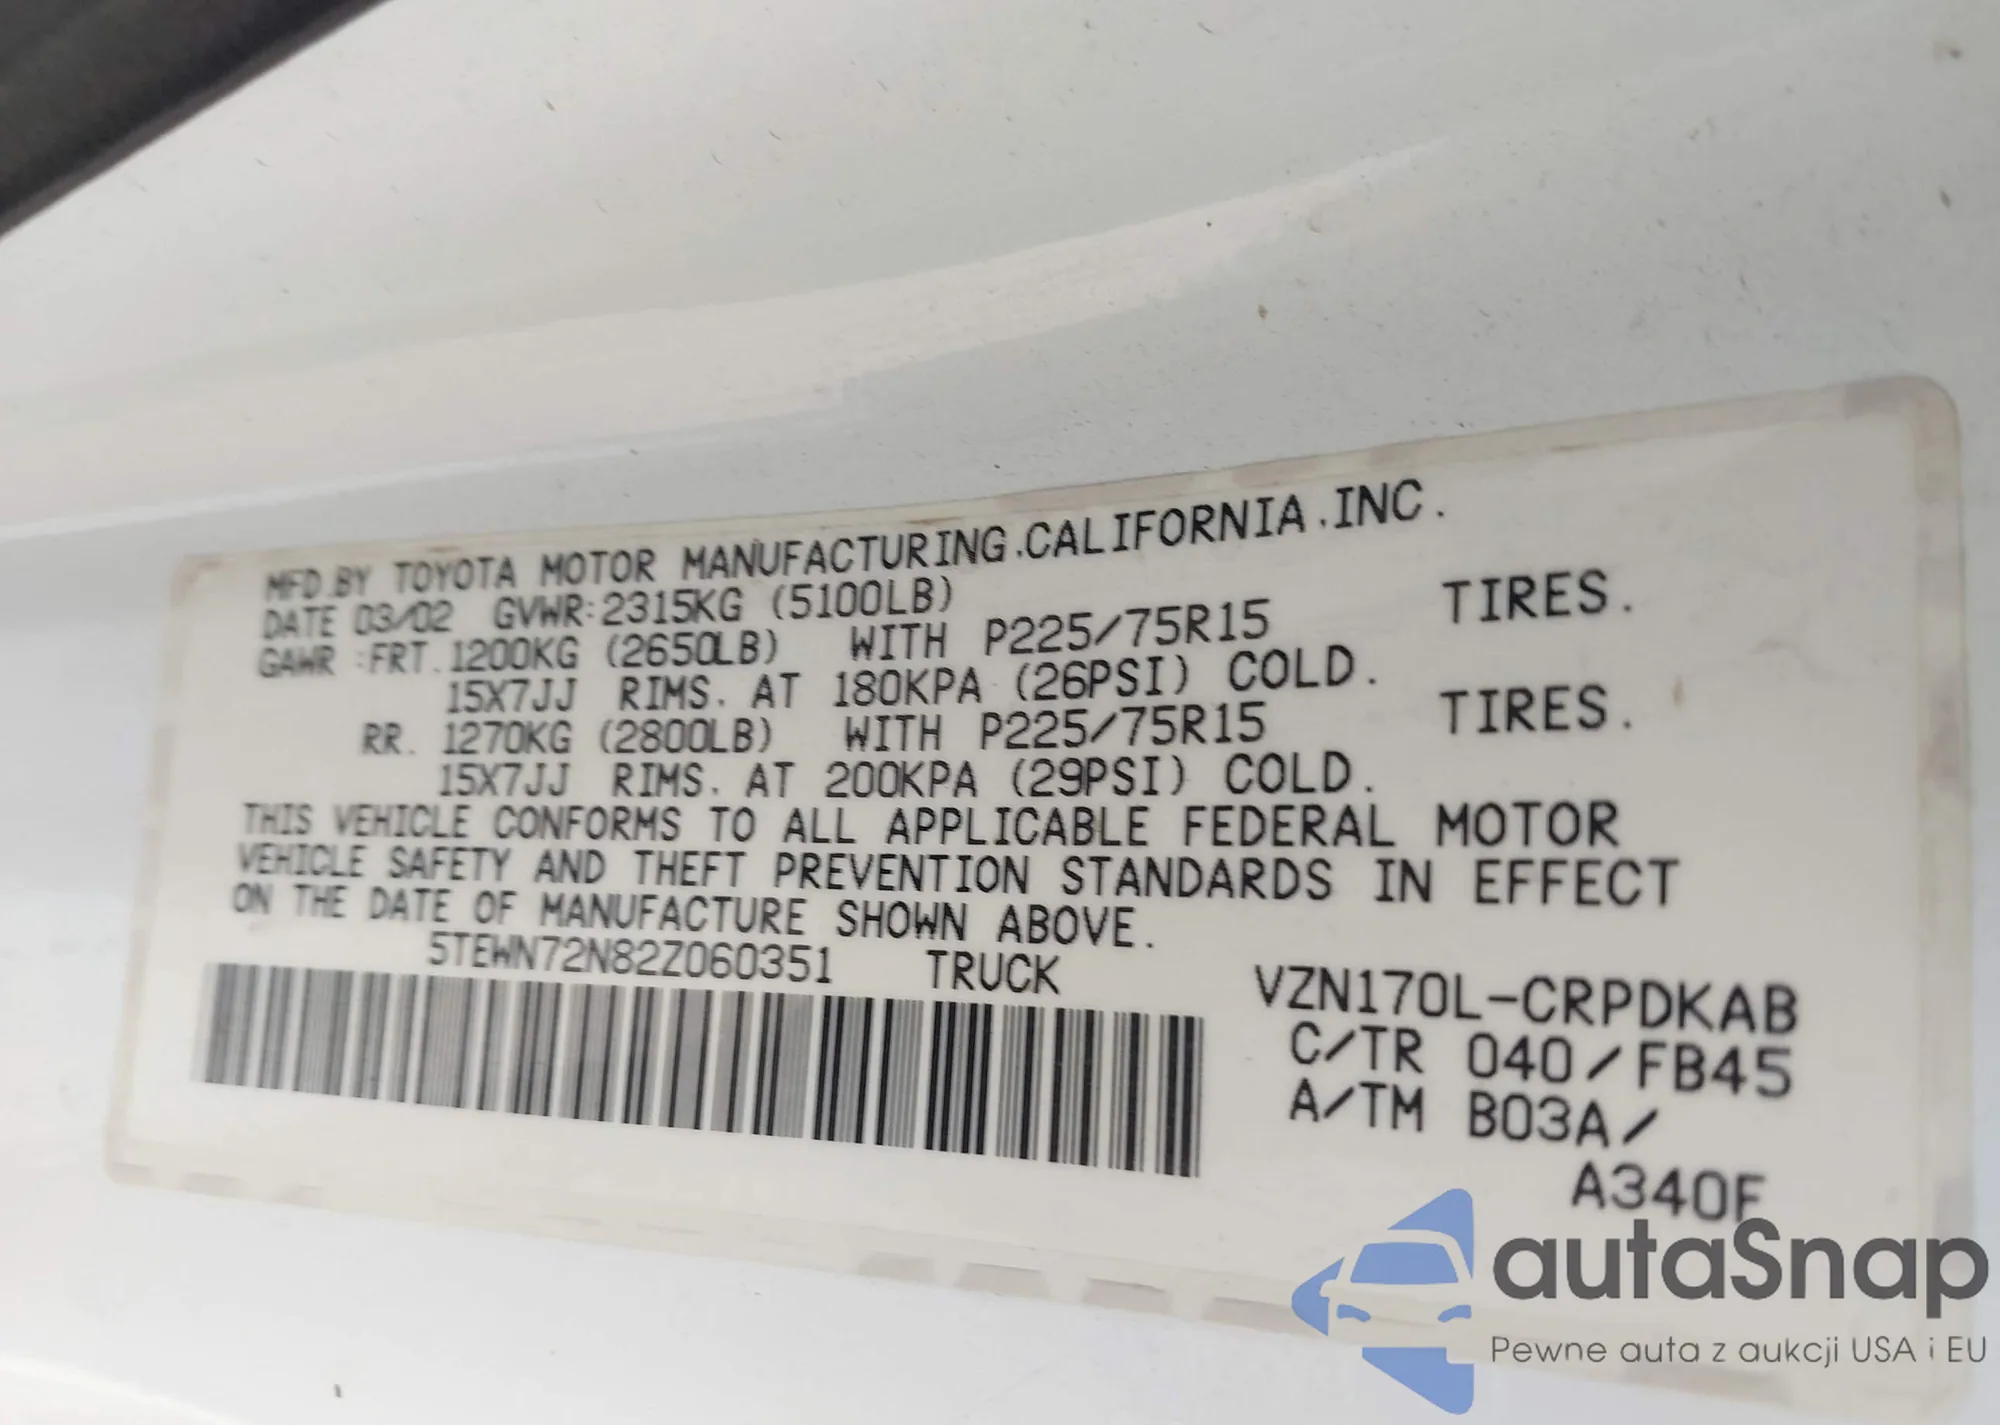 MFD.BY TOYOTA MOTOR MANUFACTURING.CALIFORNIA.INC.
DATE 03/02 GVWR:2315KG (5100LB)
GAWR :FRT. 1200KG (2650LB) WITH P225/75R15 TIRES.
15X7JJ RIMS. AT 180KPA (26PSI) COLD.
RR. 1270KG (2800LB) WITH P225/75R15 TIRES.
15X7JJ RIMS. AT 200KPA (29PSI) COLD.
THIS VEHICLE CONFORMS TO ALL APPLICABLE FEDERAL MOTOR
VEHICLE SAFETY AND THEFT PREVENTION STANDARDS IN EFFECT
ON THE DATE OF MANUFACTURE SHOWN ABOVE.
5TEWN72N82Z060351 TRUCK
VZN170L-CRPDKAB
C/TR 040/FB45
A/TM B03A/
A340F
autaSnap
Pewne auta z aukcji USA i EU